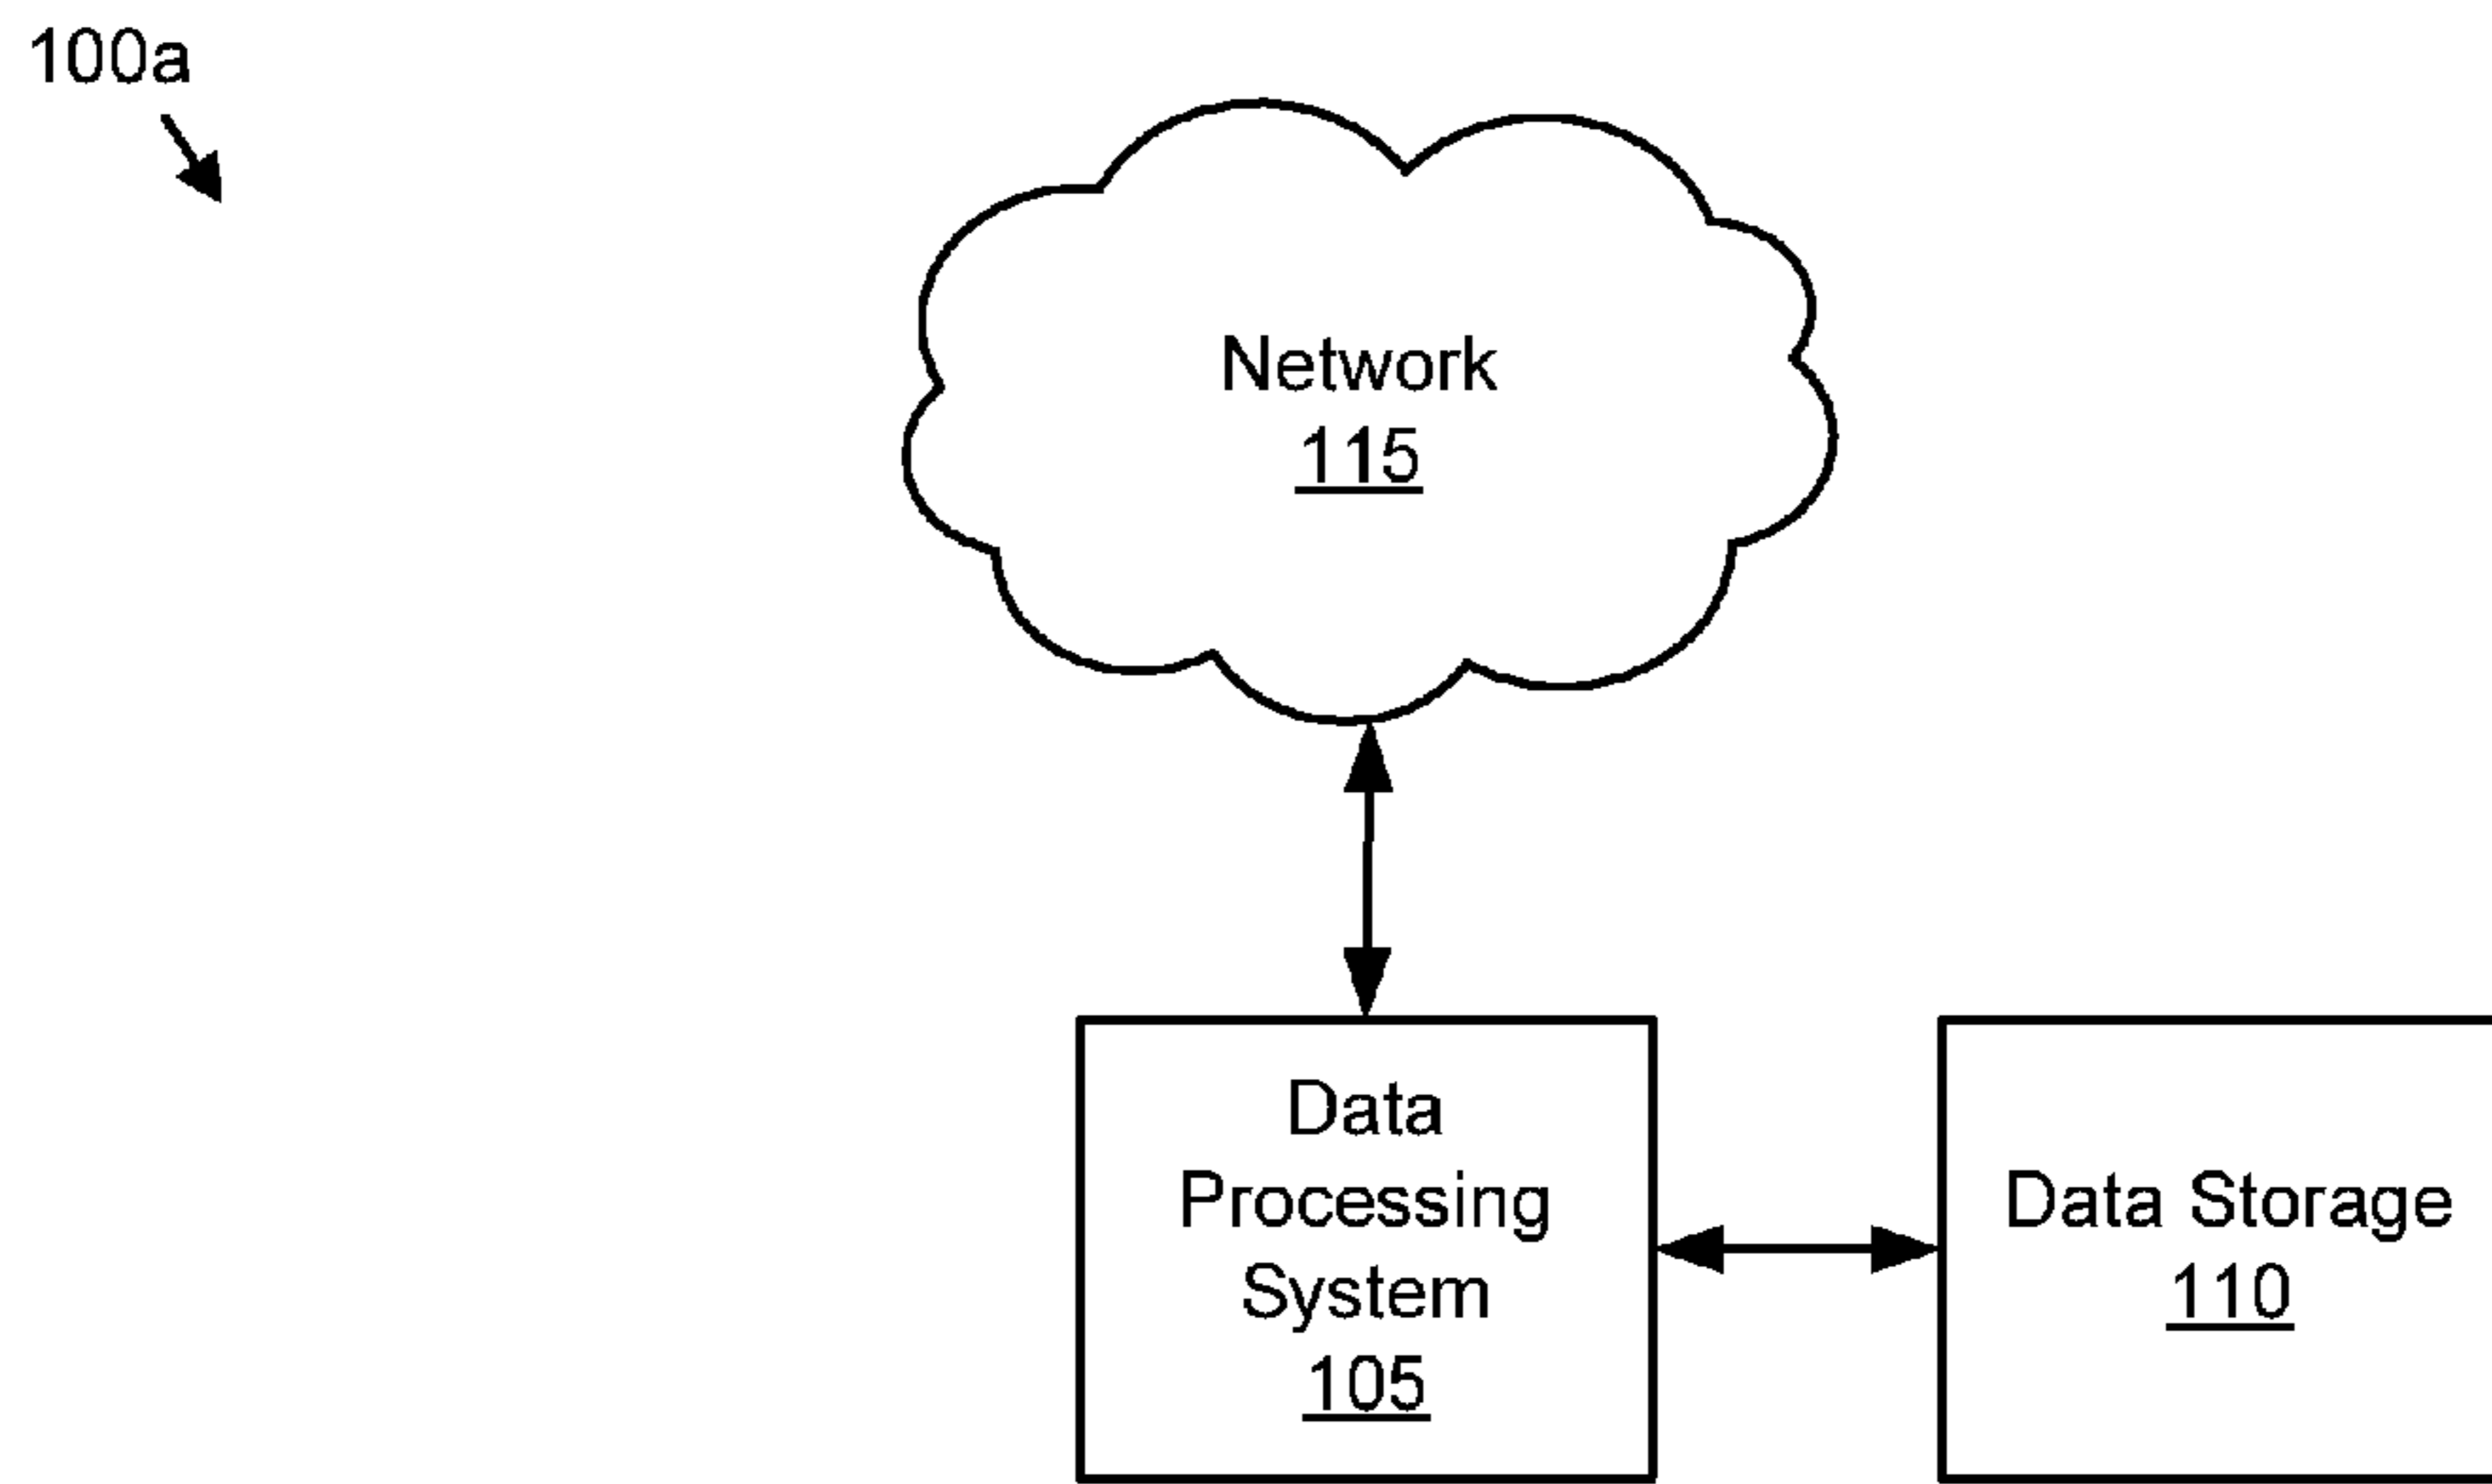 100a
Network
115
Data
Processing
System
105
Data Storage
110